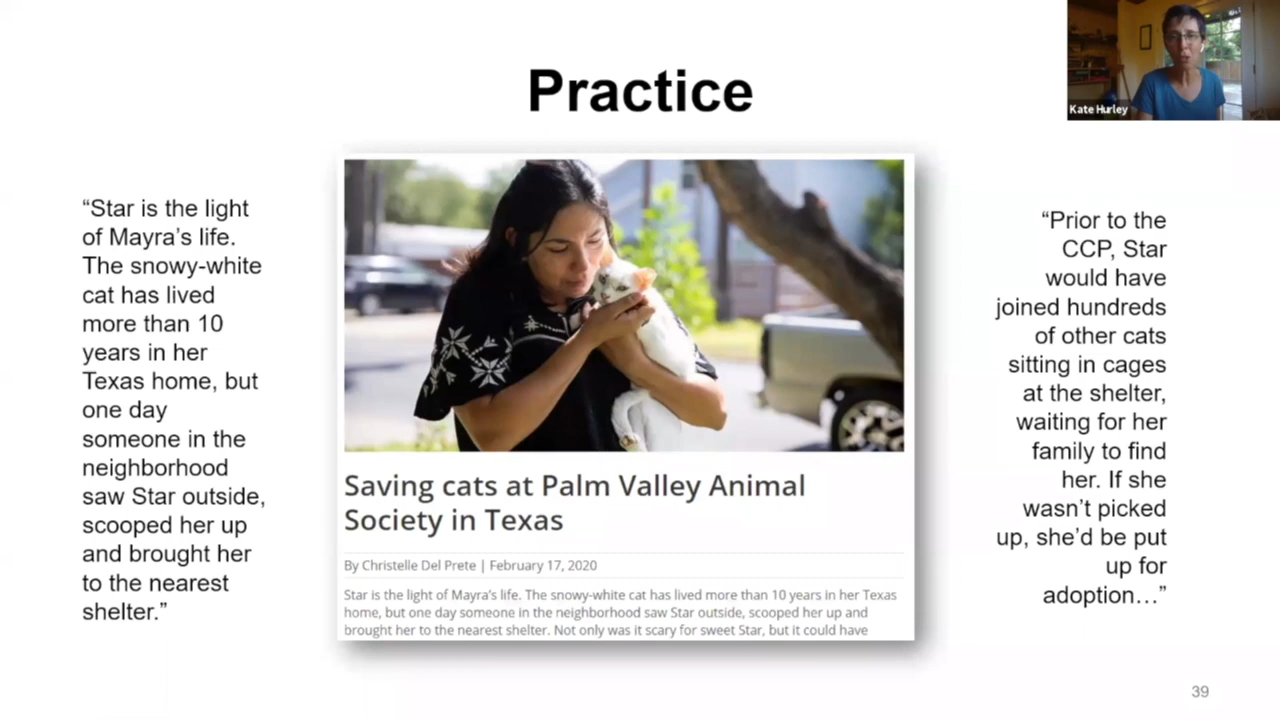 Practice
Kate Hurley
“Star is the light
of Mayra’s life.
The snowy-white
cat has lived
more than 10
years in her
Texas home, but
one day
someone in the
neighborhood
saw Star outside,
scooped her up
and brought her
to the nearest
shelter.”
Saving cats at Palm Valley Animal
Society in Texas
By Christelle Del Prete | February 17, 2020
Star is the light of Mayra’s life. The snowy-white cat has lived more than 10 years in her Texas
home, but one day someone in the neighborhood saw Star outside, scooped her up and
brought her to the nearest shelter. Not only was it scary for sweet Star, but it could have
“Prior to the
CCP, Star
would have
joined hundreds
of other cats
sitting in cages
at the shelter,
waiting for her
family to find
her. If she
wasn’t picked
up, she’d be put
up for
adoption…”
39